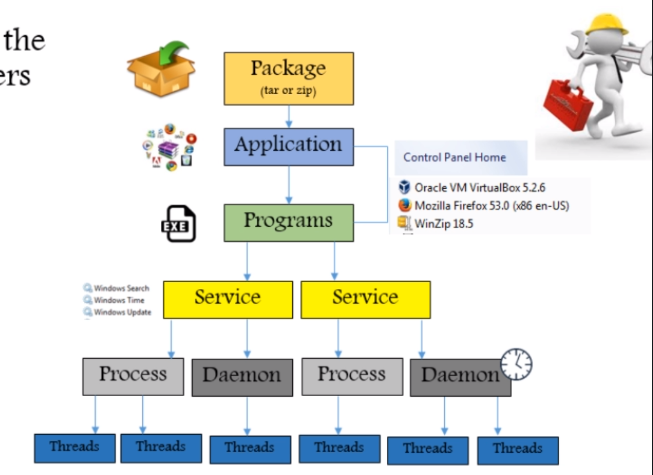 the
ers
Package
(tar or zip)
Application
Control Panel Home
Oracle VM VirtualBox 5.2.6
Mozilla Firefox 53.0 (x86 en-US)
WinZip 18.5
EXE
Programs
Windows Search
Windows Time
Windows Update
Service
Service
Process
Daemon
Process
Daemon
Threads
Threads
Threads
Threads
Threads
Threads